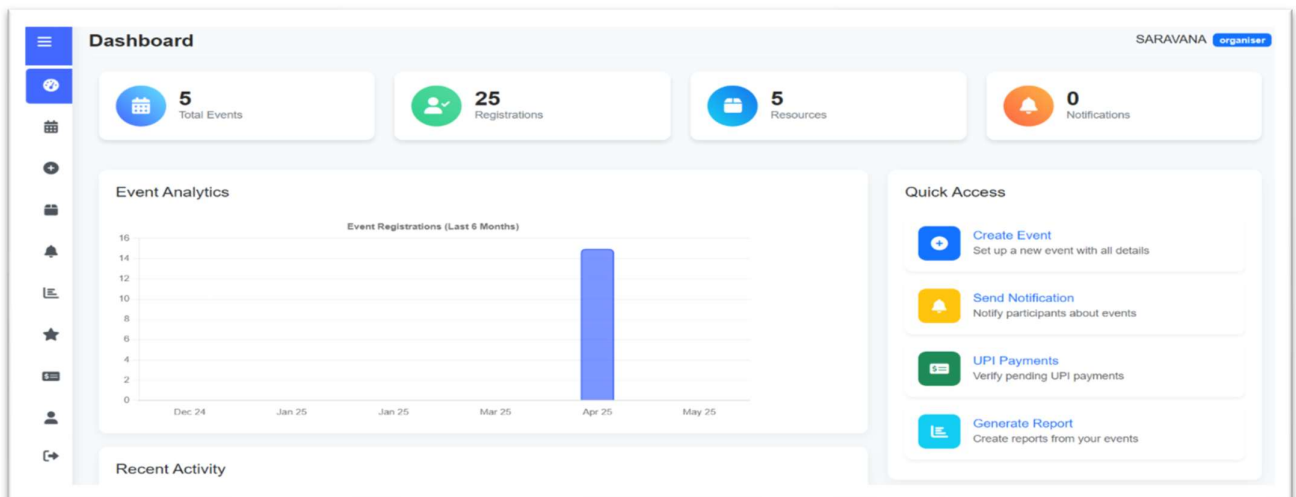 Dashboard
SARAVANA organiser
5
Total Events
25
Registrations
5
Resources
0
Notifications
Event Analytics
Event Registrations (Last 6 Months)
16
14
12
10
8
6
4
2
0
Dec 24 Jan 25 Jan 25 Mar 25 Apr 25 May 25
Recent Activity
Quick Access
Create Event
Set up a new event with all details
Send Notification
Notify participants about events
UPI Payments
Verify pending UPI payments
Generate Report
Create reports from your events